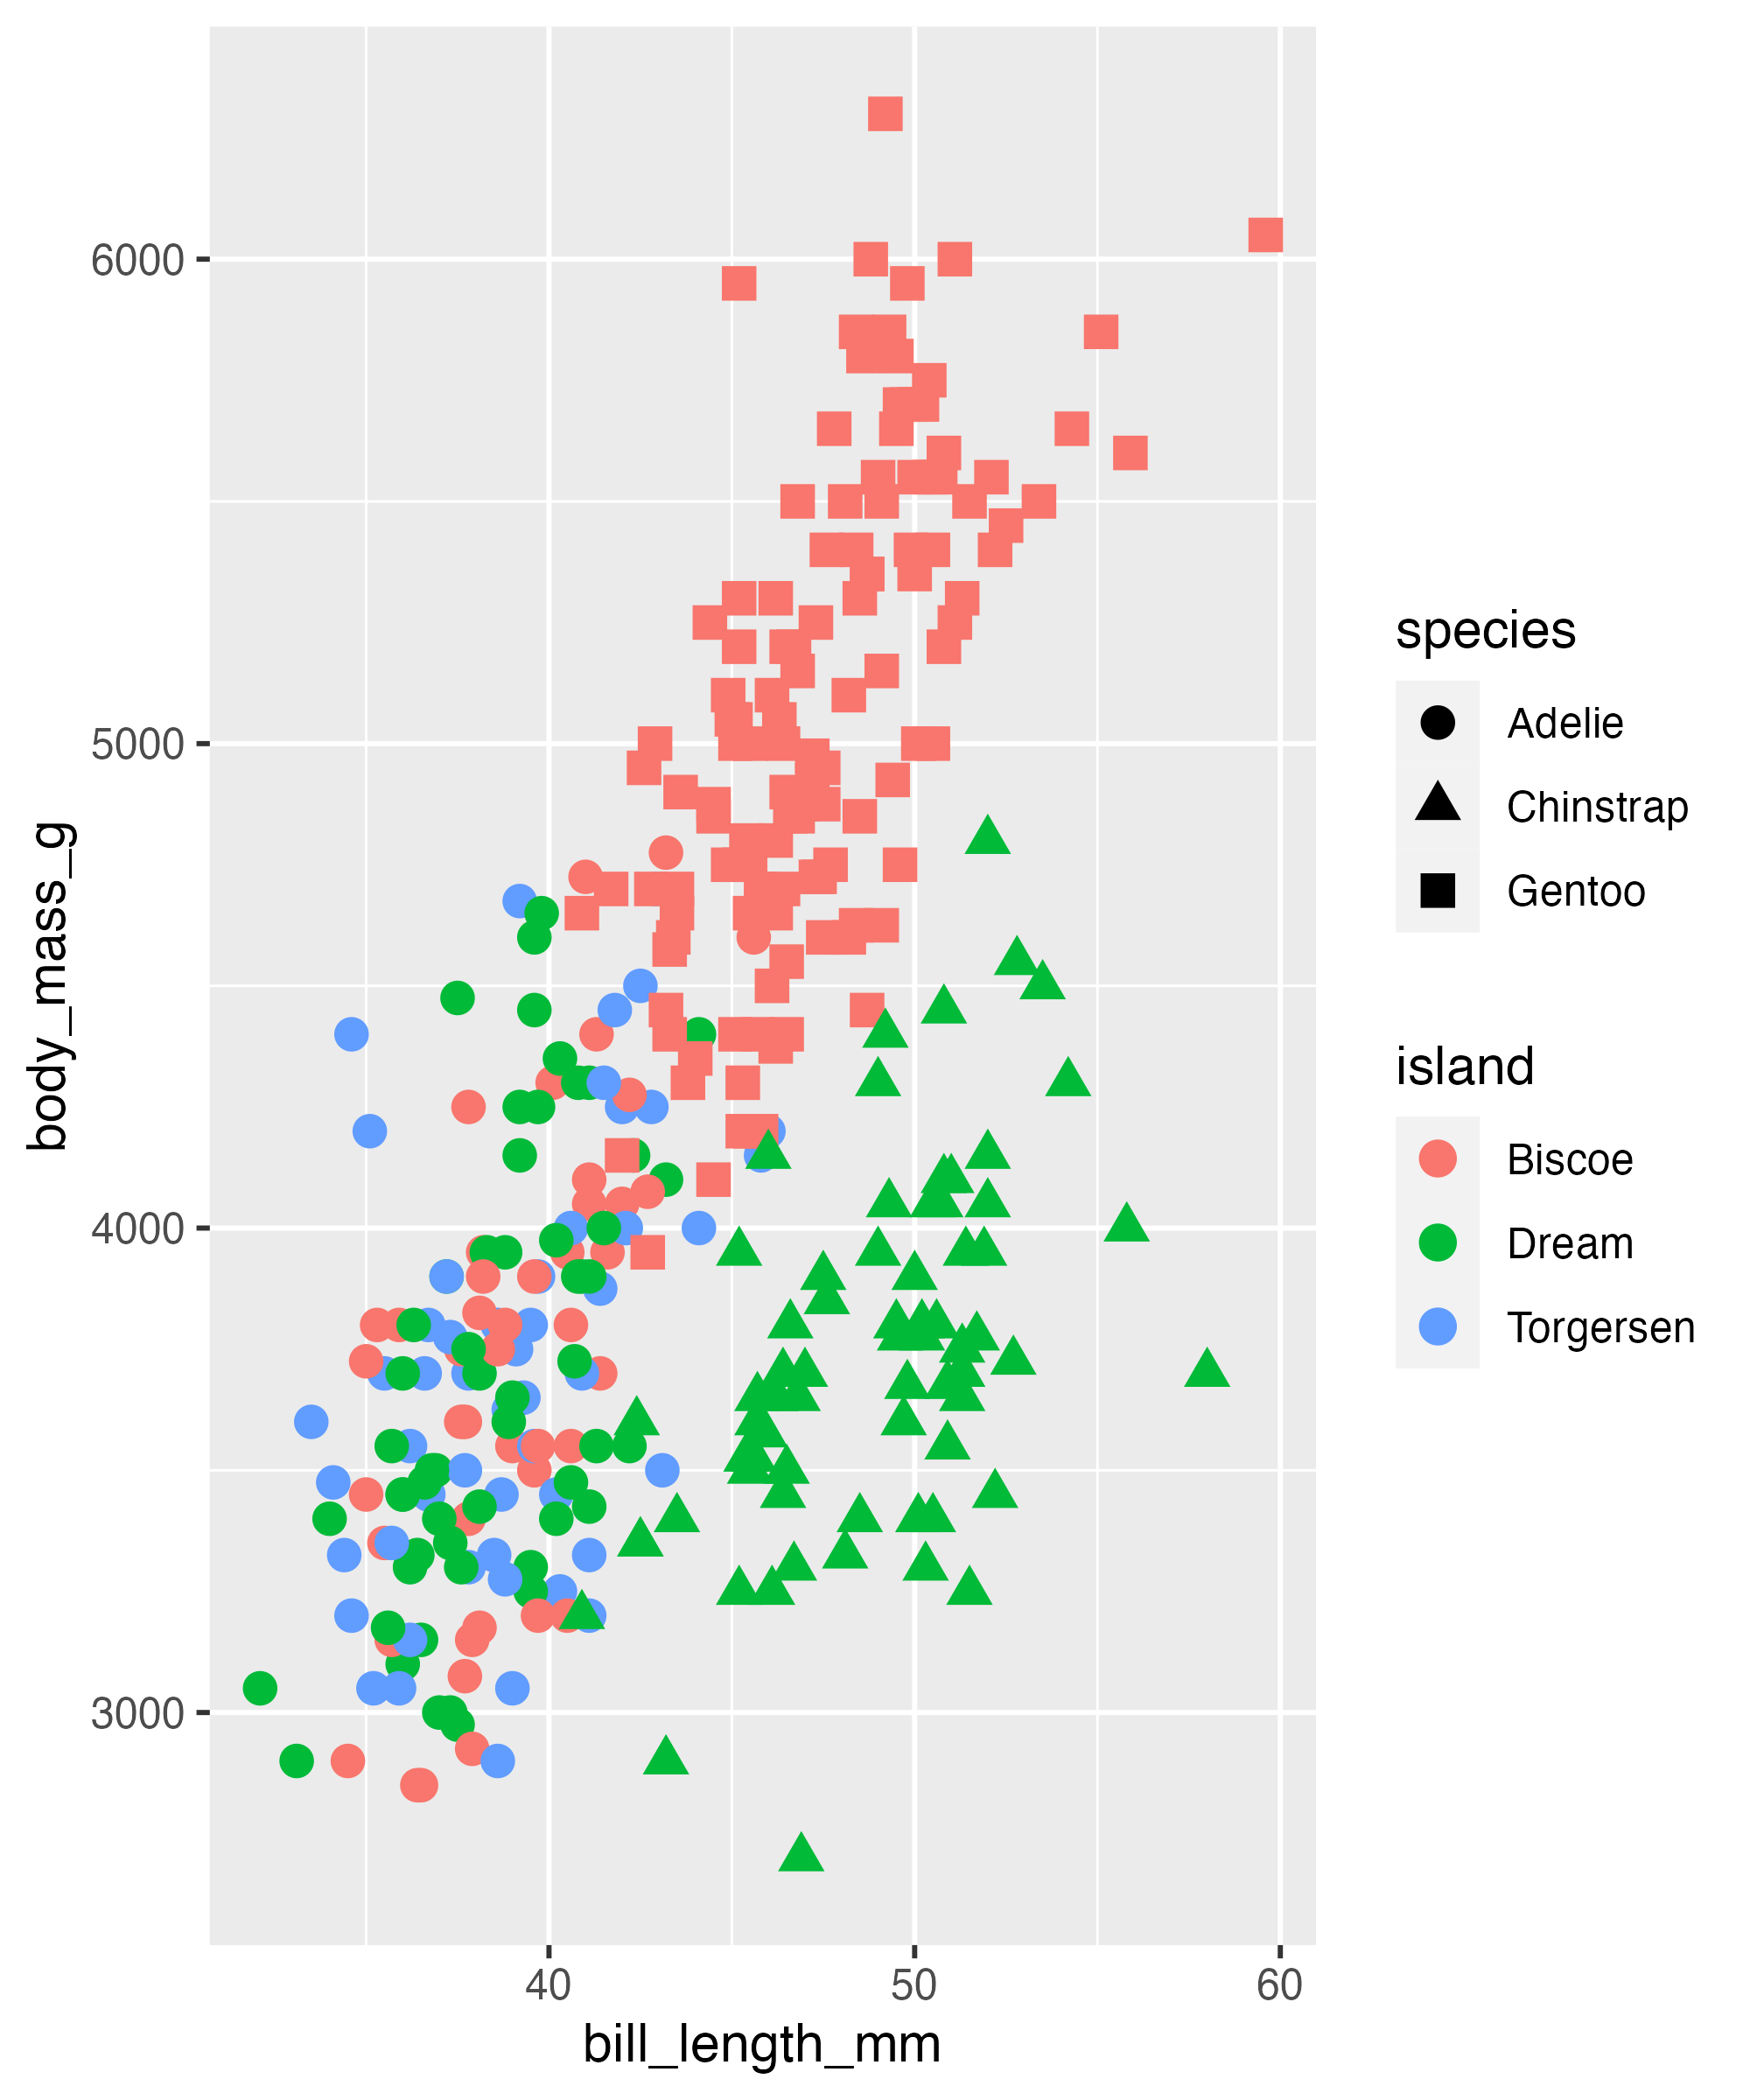 6000
5000
4000
3000
body_mass_g
40 50 60
bill_length_mm
species
Adelie
Chinstrap
Gentoo
island
Biscoe
Dream
Torgersen